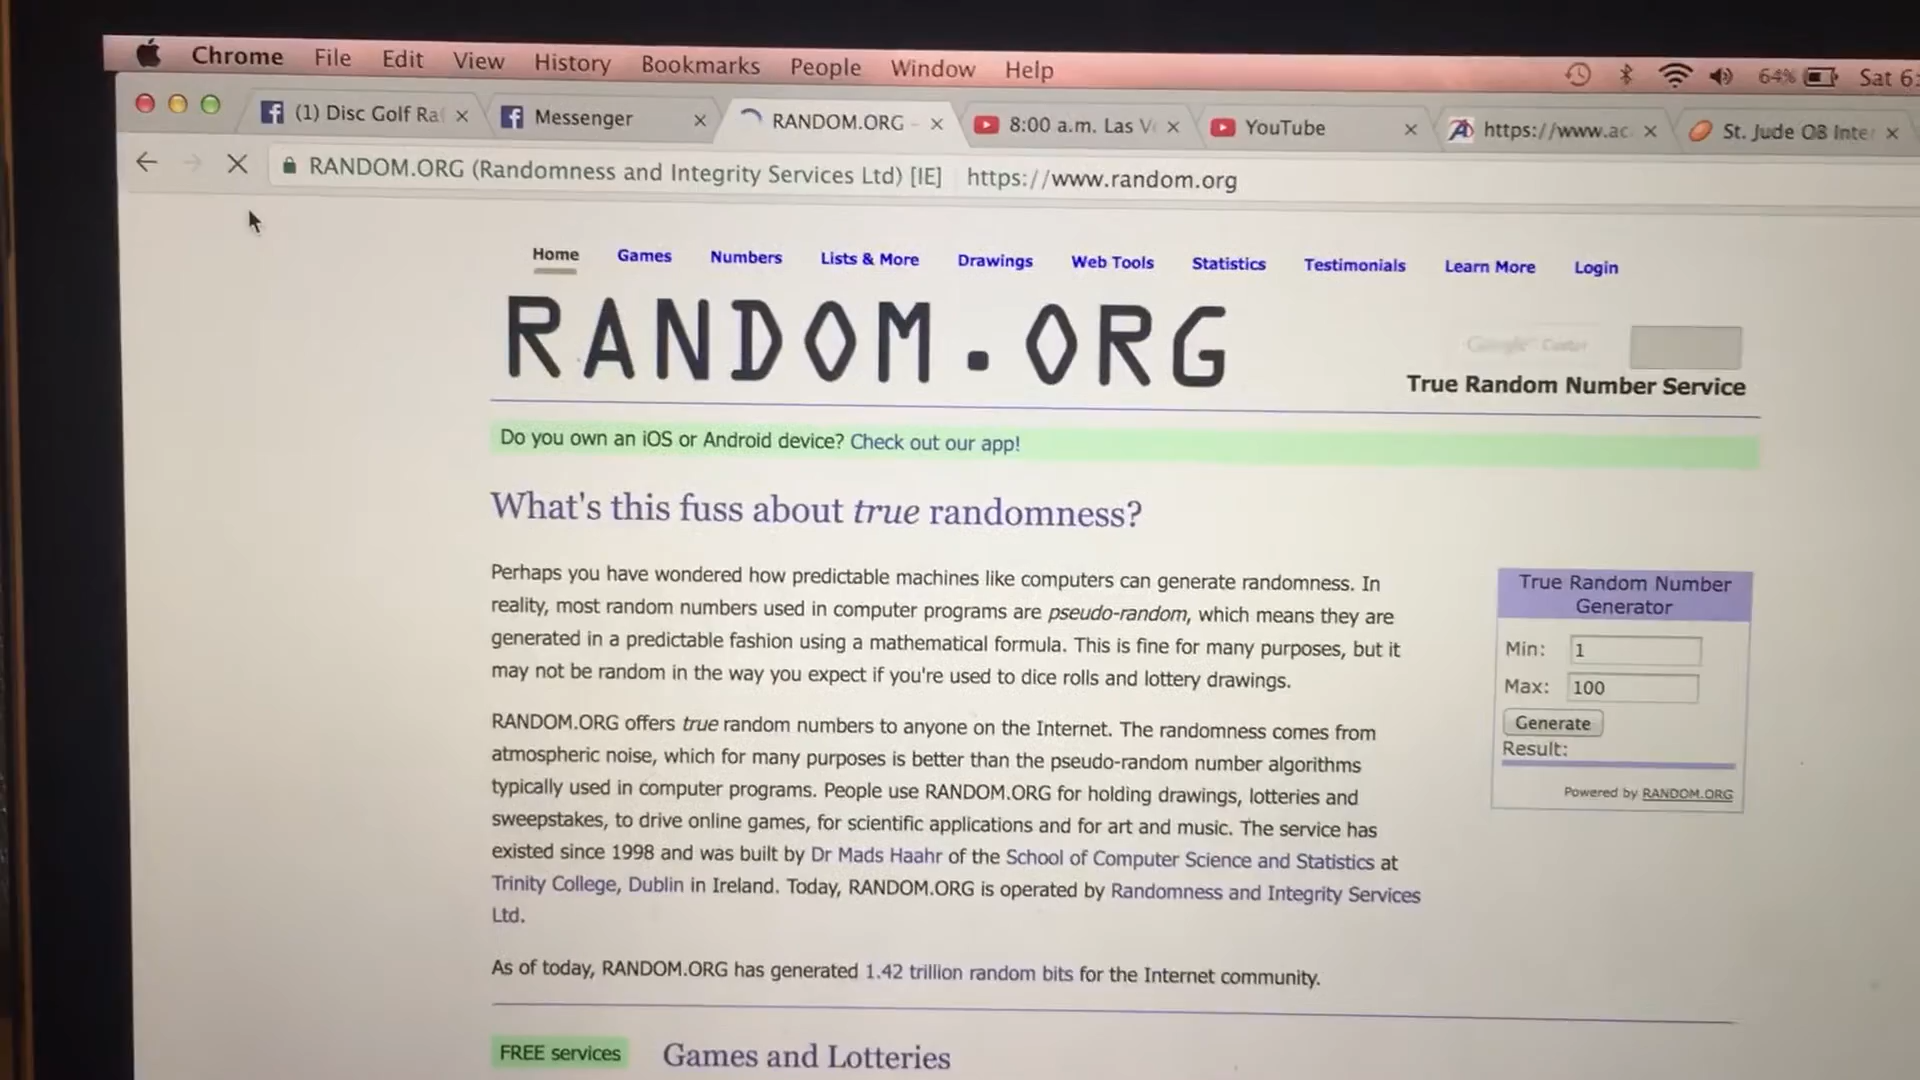 Chrome File Edit View History Bookmarks People Window Help 64% Sat 6:
(1) Disc Golf Ra Messenger RANDOM.ORG - 8:00 a.m. Las V YouTube https://www.ac St. Jude OB Inte
RANDOM.ORG (Randomness and Integrity Services Ltd) [IE] https://www.random.org
Home Games Numbers Lists & More Drawings Web Tools Statistics Testimonials Learn More Login
RANDOM.ORG
Google Custom
True Random Number Service
Do you own an iOS or Android device? Check out our app!
What's this fuss about true randomness?
Perhaps you have wondered how predictable machines like computers can generate randomness. In
reality, most random numbers used in computer programs are pseudo-random, which means they are
generated in a predictable fashion using a mathematical formula. This is fine for many purposes, but it
may not be random in the way you expect if you're used to dice rolls and lottery drawings.
RANDOM.ORG offers true random numbers to anyone on the Internet. The randomness comes from
atmospheric noise, which for many purposes is better than the pseudo-random number algorithms
typically used in computer programs. People use RANDOM.ORG for holding drawings, lotteries and
sweepstakes, to drive online games, for scientific applications and for art and music. The service has
existed since 1998 and was built by Dr Mads Haahr of the School of Computer Science and Statistics at
Trinity College, Dublin in Ireland. Today, RANDOM.ORG is operated by Randomness and Integrity Services
Ltd.
As of today, RANDOM.ORG has generated 1.42 trillion random bits for the Internet community.
True Random Number
Generator
Min: 1
Max: 100
Generate
Result:
Powered by RANDOM.ORG
FREE services Games and Lotteries